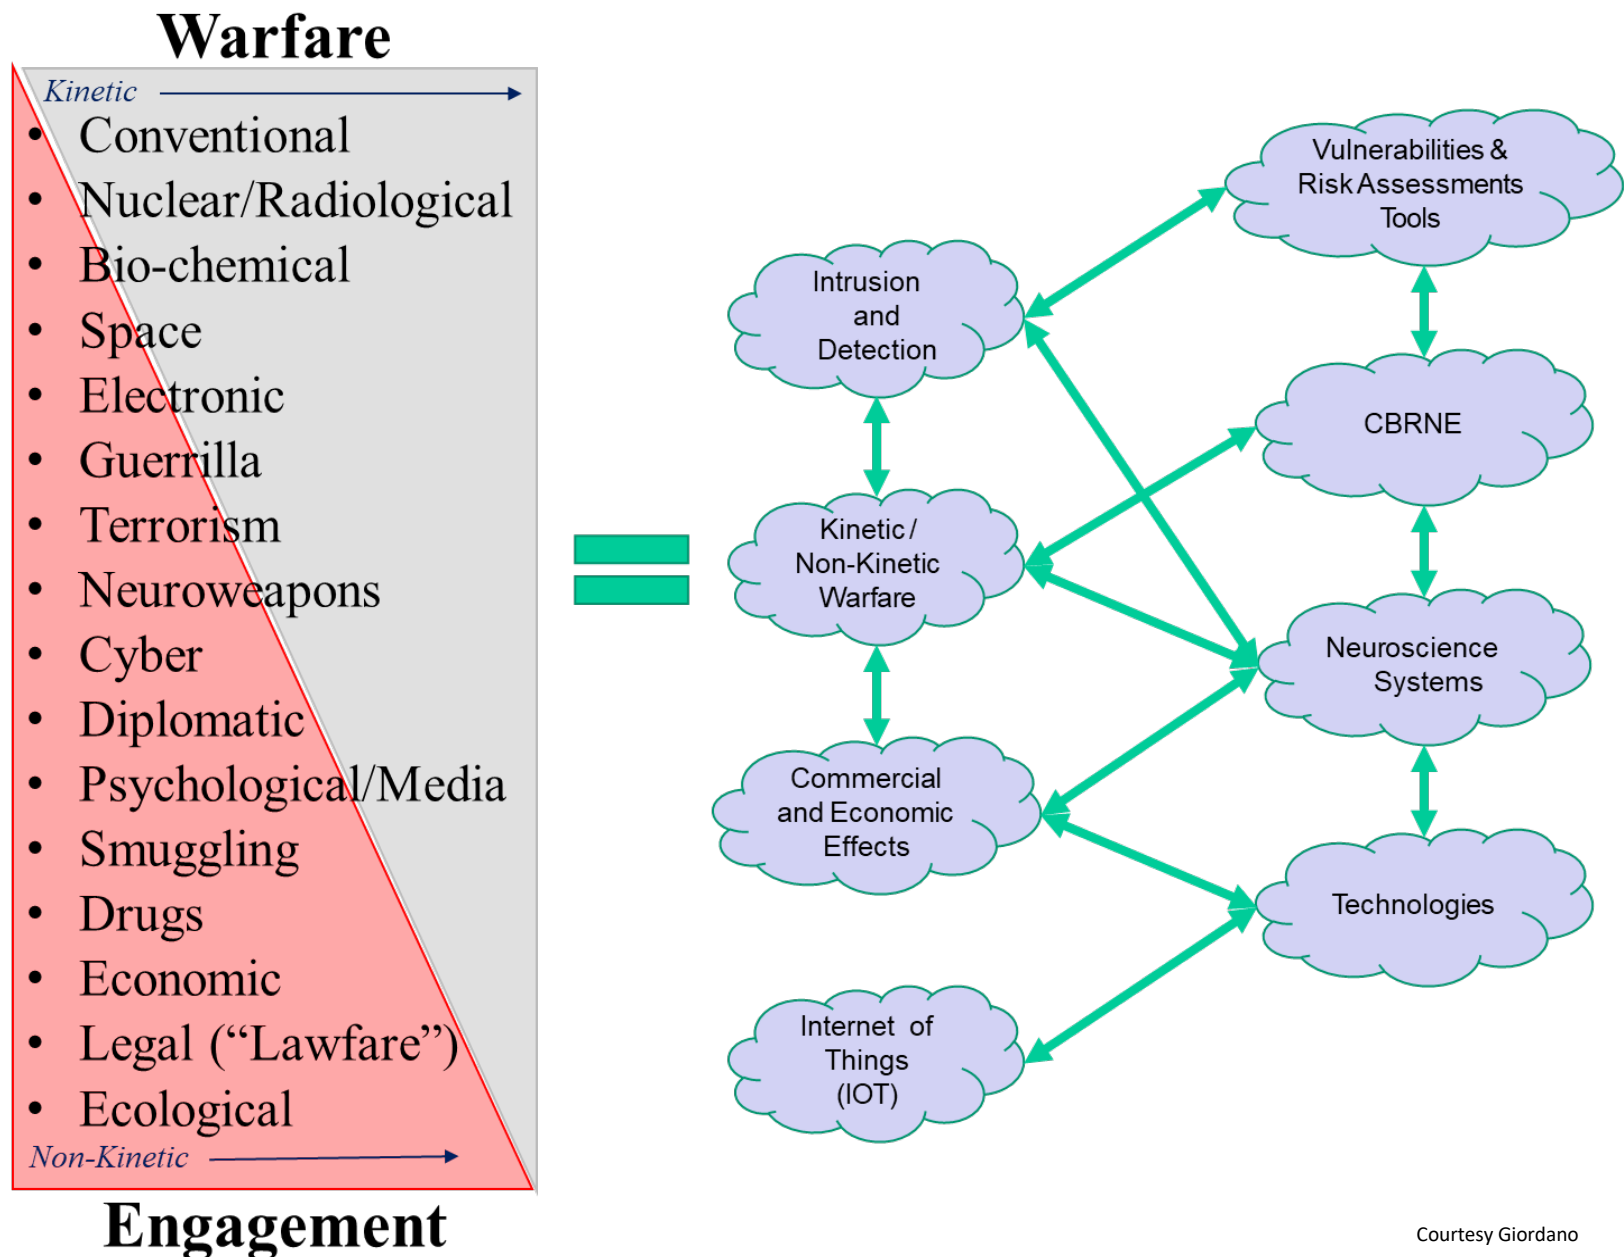 Warfare
Kinetic
• Conventional
• Nuclear/Radiological
• Bio-chemical
• Space
• Electronic
• Guerrilla
• Terrorism
• Neuroweapons
• Cyber
• Diplomatic
• Psychological/Media
• Smuggling
• Drugs
• Economic
• Legal (“Lawfare”)
• Ecological
Non-Kinetic
Engagement
Intrusion
and
Detection
Kinetic /
Non-Kinetic
Warfare
Commercial
and Economic
Effects
Internet of
Things
(IOT)
Vulnerabilities &
Risk Assessments
Tools
CBRNE
Neuroscience
Systems
Technologies
Courtesy Giordano